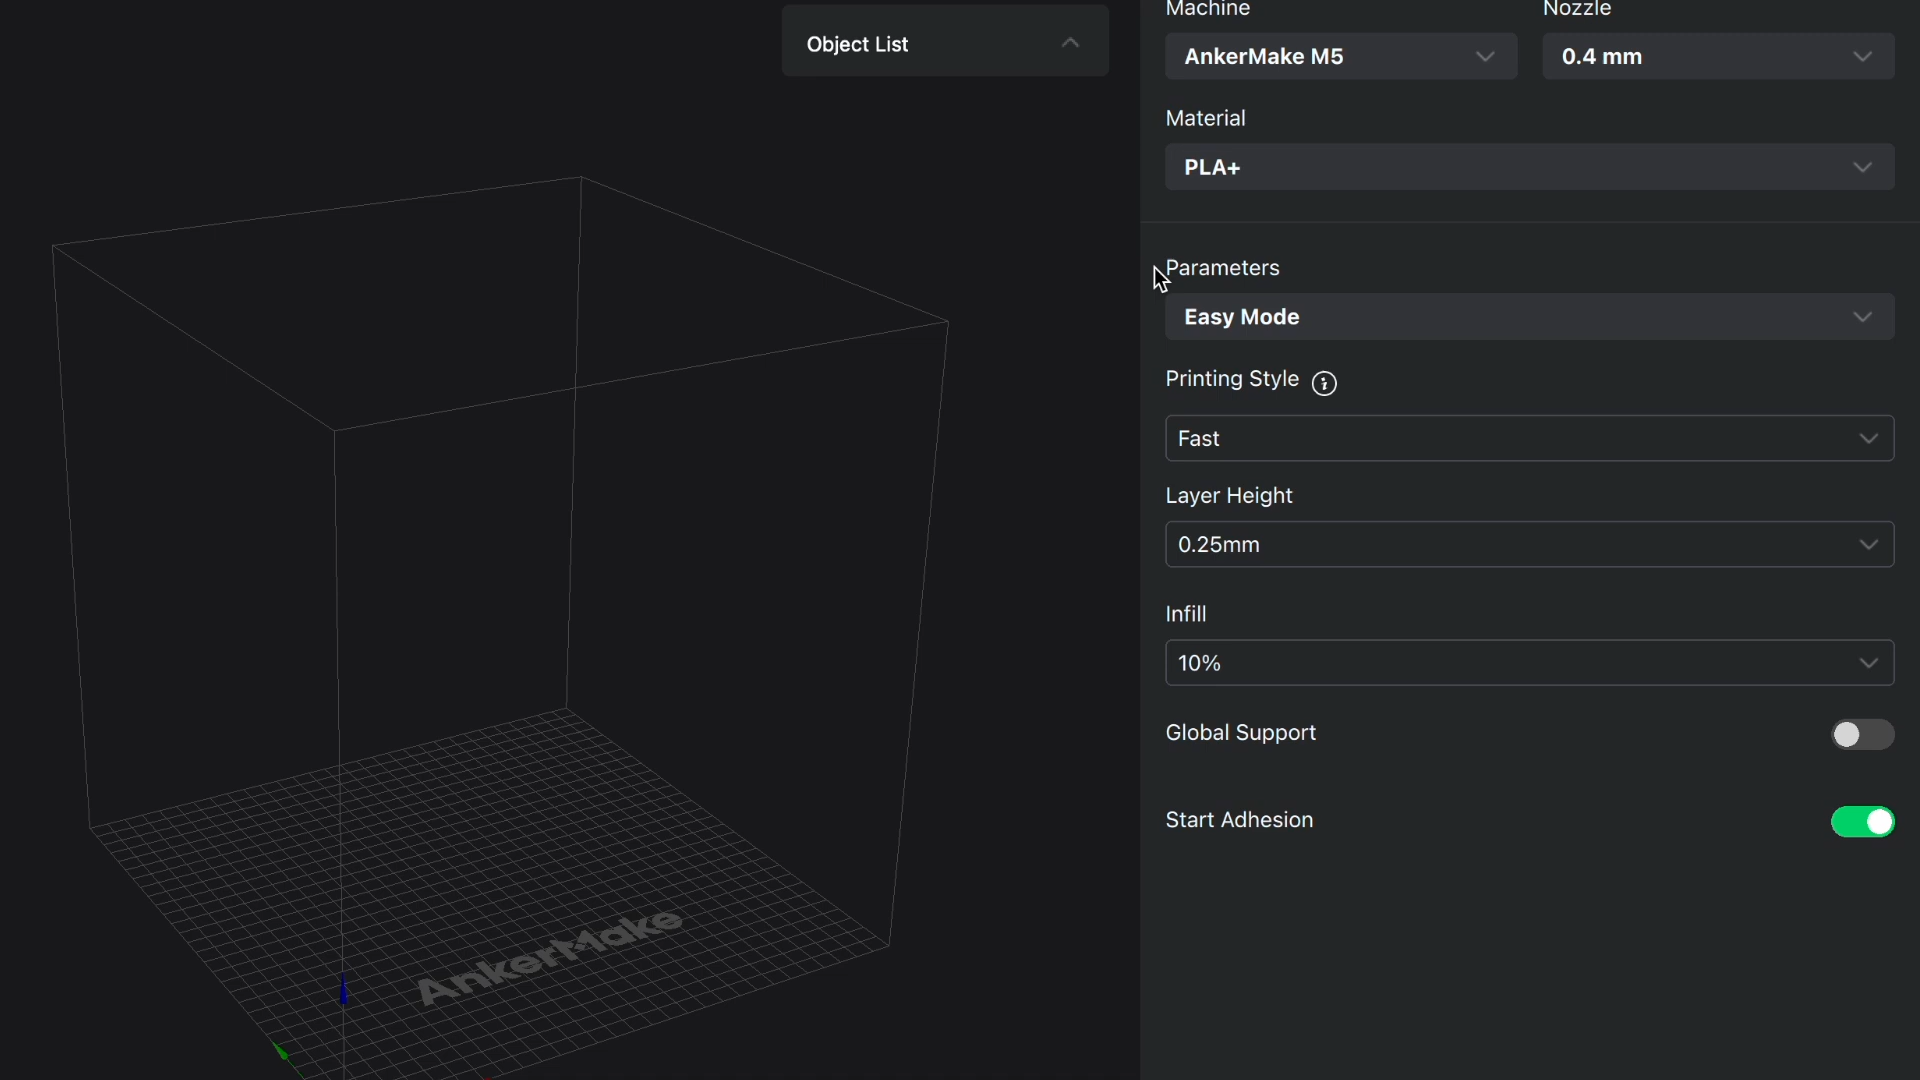 Object List
Machine
Nozzle
AnkerMake M5
0.4 mm
Material
PLA+
Parameters
Easy Mode
Printing Style
Fast
Layer Height
0.25mm
Infill
10%
Global Support
Start Adhesion
AnkerMake